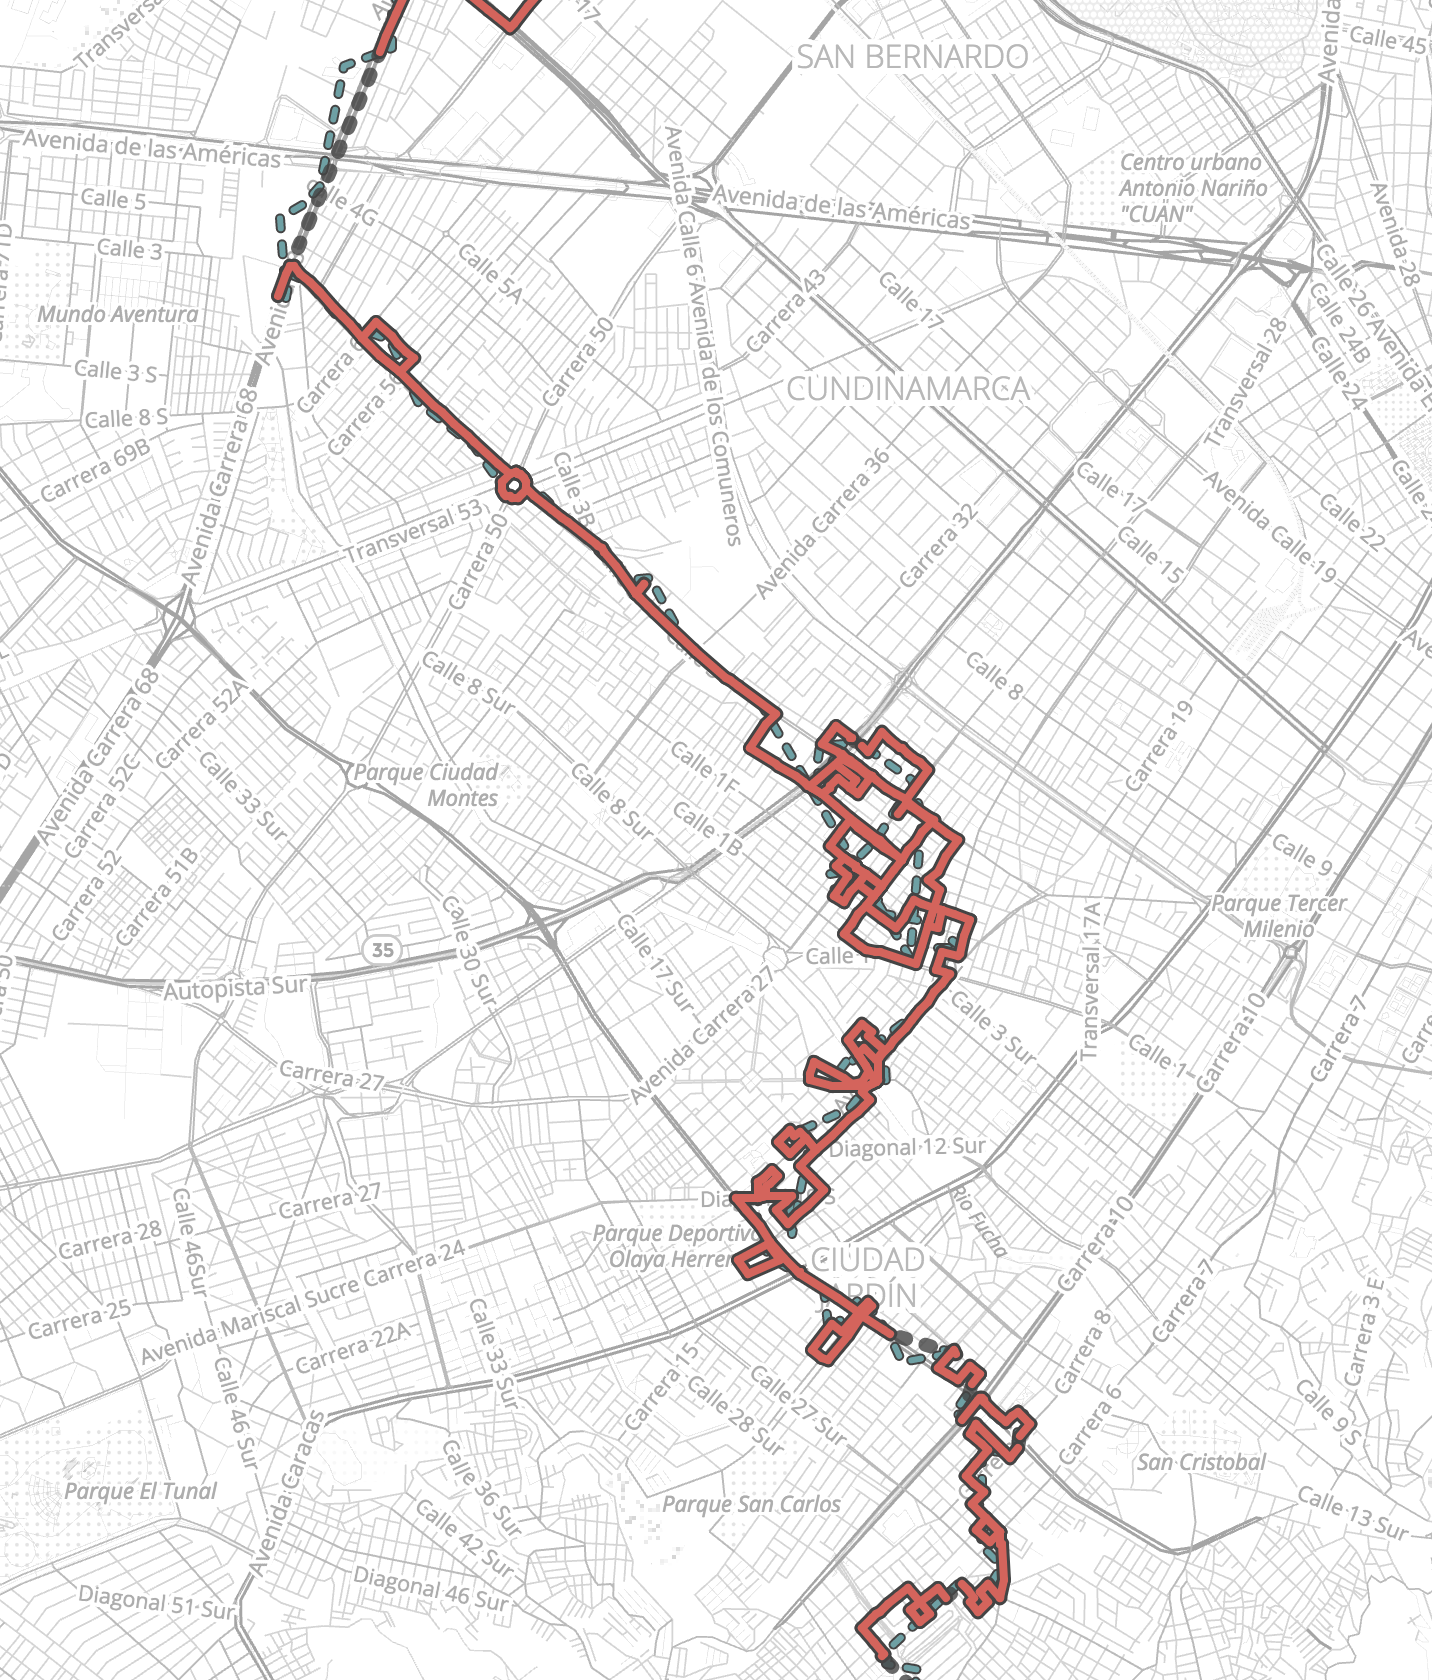 Transversal
SAN BERNARDO
Calle 45
Avenida
Avenida de las Américas
Centro urbano
Antonio Nariño
"CUAN"
Calle 5
Calle 3
Calle 5A
Avenida de las Américas
Avenida 28
Mundo Aventura
Carrera 43
Calle 17
Calle 26
Calle 24B
Calle 24
Calle 3 S
Calle 8 S
Carrera 50
Avenida Calle 6 Avenida de los Comuneros
CUNDINAMARCA
Transversal 28
Carrera 69B
Avenida Carrera 68
Transversal 53
Carrera 50
Calle 3B
Avenida Carrera 36
Carrera 32
Calle 17
Calle 15
Avenida Calle 19
Calle 22
Calle 8 Sur
Calle 8
Carrera 19
Avenida Carrera 68
Carrera 52A
Carrera 52C
Calle 33 Sur
Parque Ciudad
Montes
Calle 8 Sur
Calle 1F
Calle 1B
Carrera 52
Carrera 51B
Calle 9
Parque Tercer
Milenio
35
Calle 30 Sur
Autopista Sur
Calle 17 Sur
Avenida Carrera 27
Transversal 17A
Calle 3 Sur
Calle 1
Carrera 10
Carrera 7
Carrera 27
Diagonal 12 Sur
Río Fucha
Carrera 27
Carrera 28
Calle 46Sur
Parque Deportivo
CIUDAD
JARDÍN
Carrera 10
Carrera 7
Carrera 8
Carrera 3 E
Carrera 25
Avenida Mariscal Sucre Carrera 24
Carrera 22A
Calle 33 Sur
Calle 46 Sur
Carrera 15
Calle 28 Sur
Calle 27 Sur
Carrera 6
Calle 9 S
San Cristobal
Avenida Caracas
Parque El Tunal
Calle 36 Sur
Parque San Carlos
Calle 13 Sur
Calle 42 Sur
Diagonal 46 Sur
Diagonal 51 Sur